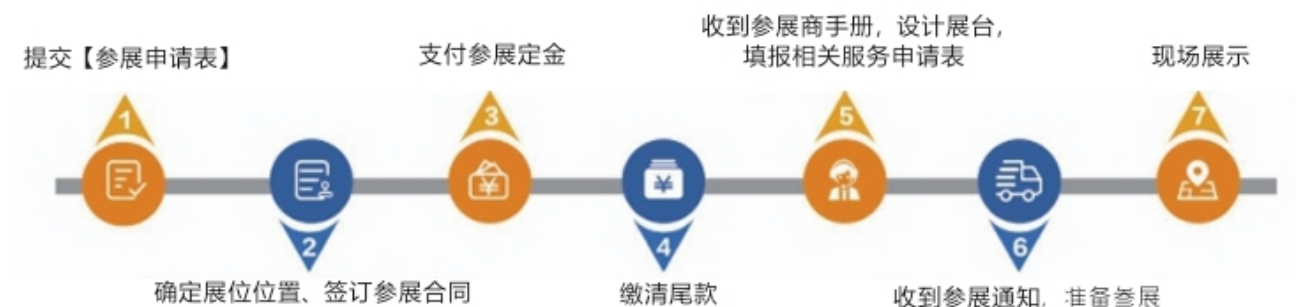 提交【参展申请表】
1
确定展位位置、签订参展合同
2
支付参展定金
3
缴清尾款
4
收到参展商手册，设计展台，
填报相关服务申请表
5
收到参展通知，准备参展
6
现场展示
7
¥
¥